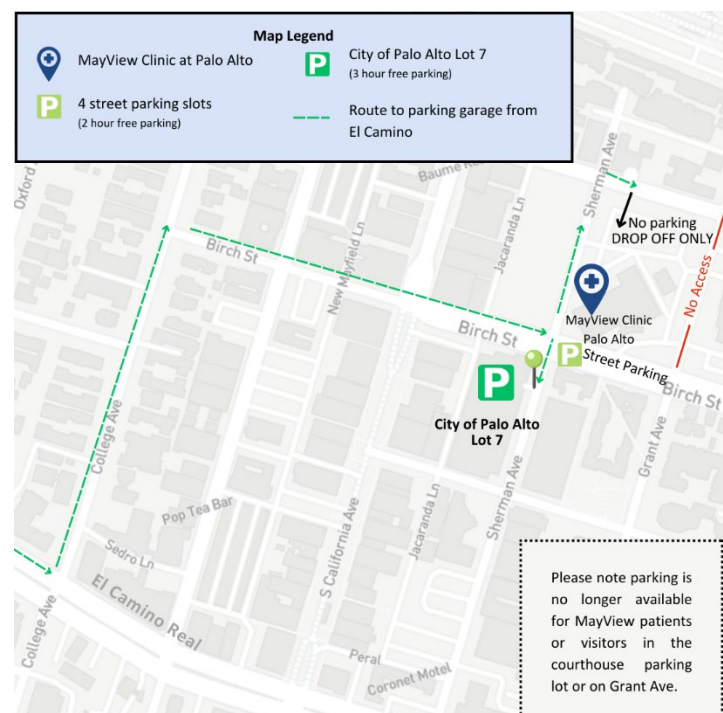 Map Legend
MayView Clinic at Palo Alto
P
City of Palo Alto Lot 7
(3 hour free parking)
P
4 street parking slots
(2 hour free parking)
Route to parking garage from
El Camino
Oxford
Baume
Sherman Ave
No parking
DROP OFF ONLY
Jacaranda Ln
New Mayfield Ln
Birch St
No Access
MayView Clinic
Palo Alto
Birch St
P
Street Parking
Birch St
P
City of Palo Alto
Lot 7
College Ave
Grant Ave
Sherman Ave
Pop Tea Bar
Jacaranda Ln
S California Ave
Sedro Ln
El Camino Real
College Ave
Peral
Coronet Motel
Please note parking is
no longer available
for MayView patients
or visitors in the
courthouse parking
lot or on Grant Ave.